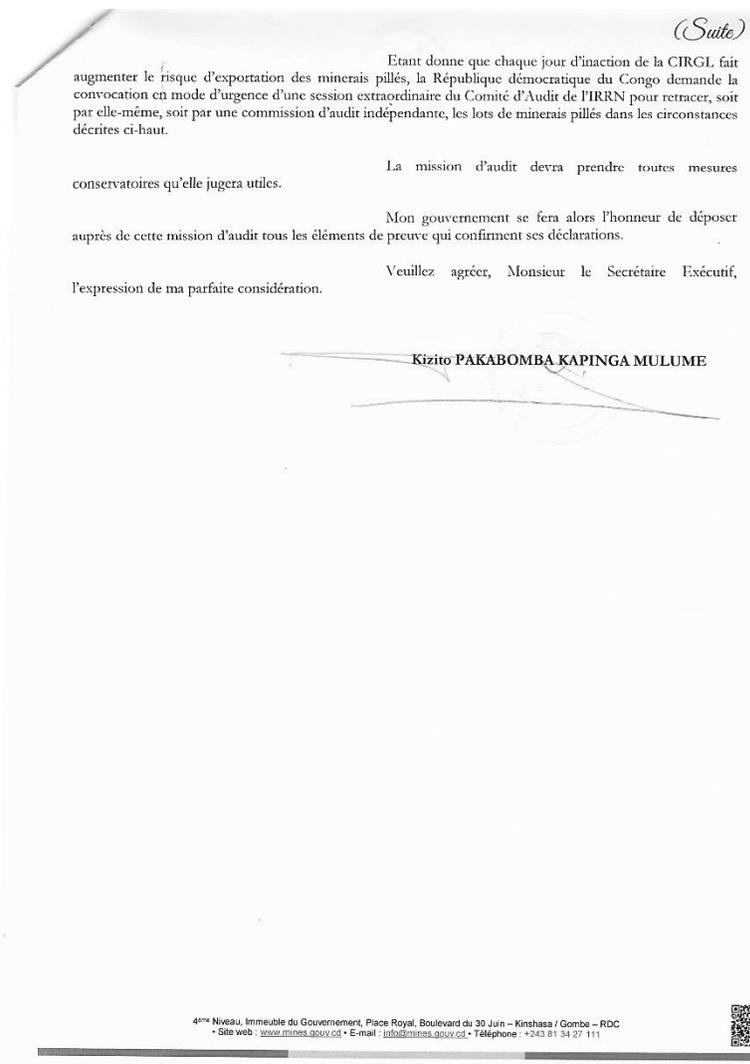 (Suite)
Etant donne que chaque jour d'inaction de la CIRGL fait
augmenter le risque d'exportation des minerais pillés, la République démocratique du Congo demande la
convocation en mode d'urgence d'une session extraordinaire du Comité d'Audit de l'IRRN pour retracer, soit
par elle-même, soit par une commission d'audit indépendante, les lots de minerais pillés dans les circonstances
décrites ci-haut.
La mission d'audit devra prendre toutes mesures
conservatoires qu'elle jugera utiles.
Mon gouvernement se fera alors l'honneur de déposer
auprès de cette mission d'audit tous les éléments de preuve qui confirment ses déclarations.
Veuillez agréer, Monsieur le Secrétaire Exécutif,
l'expression de ma parfaite considération.
Kizito PAKABOMBA KAPINGA MULUME
4ème Niveau, Immeuble du Gouvernement, Place Royal, Boulevard du 30 Juin – Kinshasa / Gombe – RDC
• Site web : www.mines.gouv.cd • E-mail : info@mines.gouv.cd • Téléphone : +243 81 34 27 111